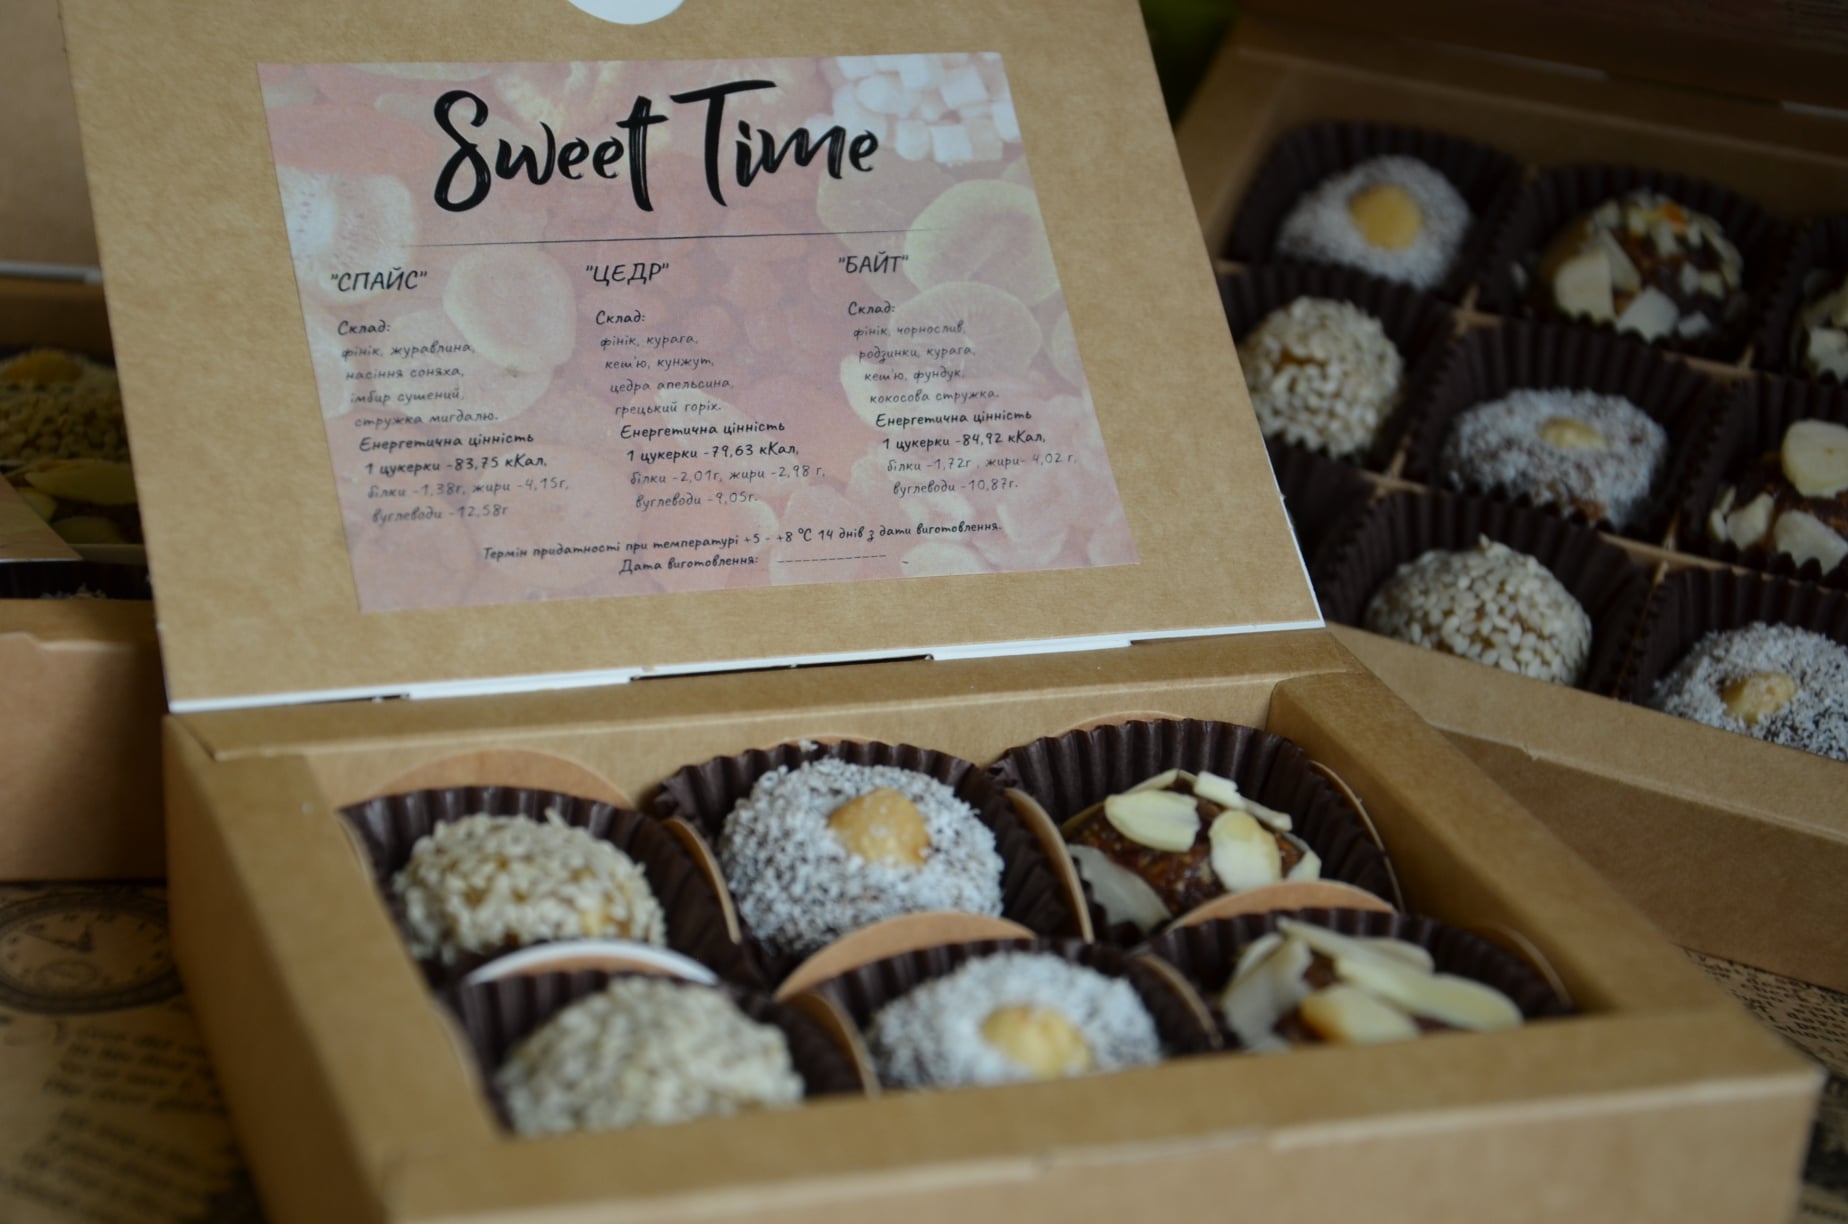 Sweet Time
"СПАЙС"
Склад:
фінік, журавлина,
насіння соняха,
імбир сушений,
стружка мигдалю.
Енергетична цінність
1 цукерки -83,75 кКал,
білки -1,38г, жири -4,15г,
вуглеводи -12,58г
"ЦЕДР"
Склад:
фінік, курага,
кеш'ю, кунжут,
цедра апельсина,
грецький горіх.
Енергетична цінність
1 цукерки -79,63 кКал,
білки -2,01г, жири -2,98 г,
вуглеводи -9,05г.
"БАЙТ"
Склад:
фінік, чорнослив,
родзинки, курага,
кеш'ю, фундук,
кокосова стружка.
Енергетична цінність
1 цукерки -84,92 кКал,
білки -1,72г , жири- 4,02 г,
вуглеводи -10,87г.
Термін придатності при температурі +5 - +8 °C 14 днів з дати виготовлення.
Дата виготовлення: ____________